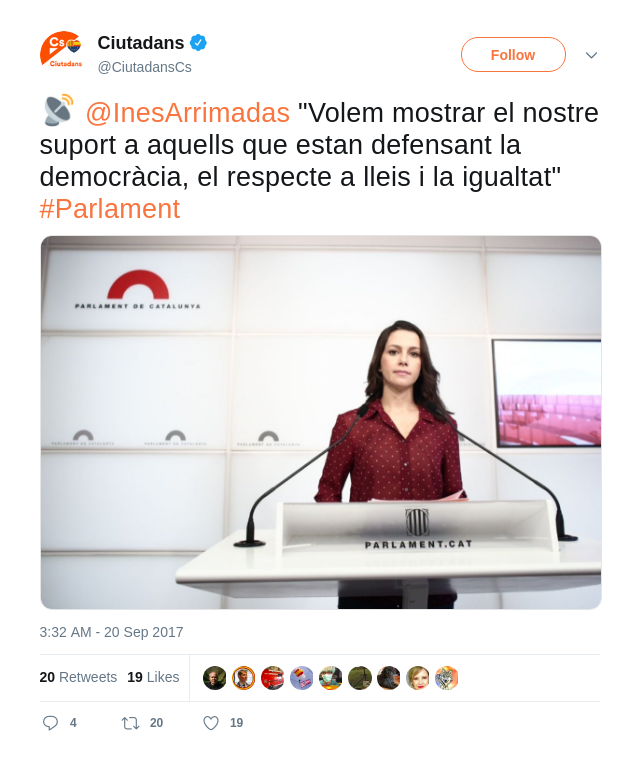 Cs
Ciutadans
Ciutadans
@CiutadansCs
Follow
@InesArrimadas "Volem mostrar el nostre
suport a aquells que estan defensant la
democràcia, el respecte a lleis i la igualtat"
#Parlament
PARLAMENT DE CATALUNYA
PARLAMENT DE CATALUNYA
PARLAMENT DE CATALUNYA
PARLAMENT DE CATALUNYA
PARLAMENT.CAT
3:32 AM - 20 Sep 2017
20 Retweets 19 Likes
4 20 19